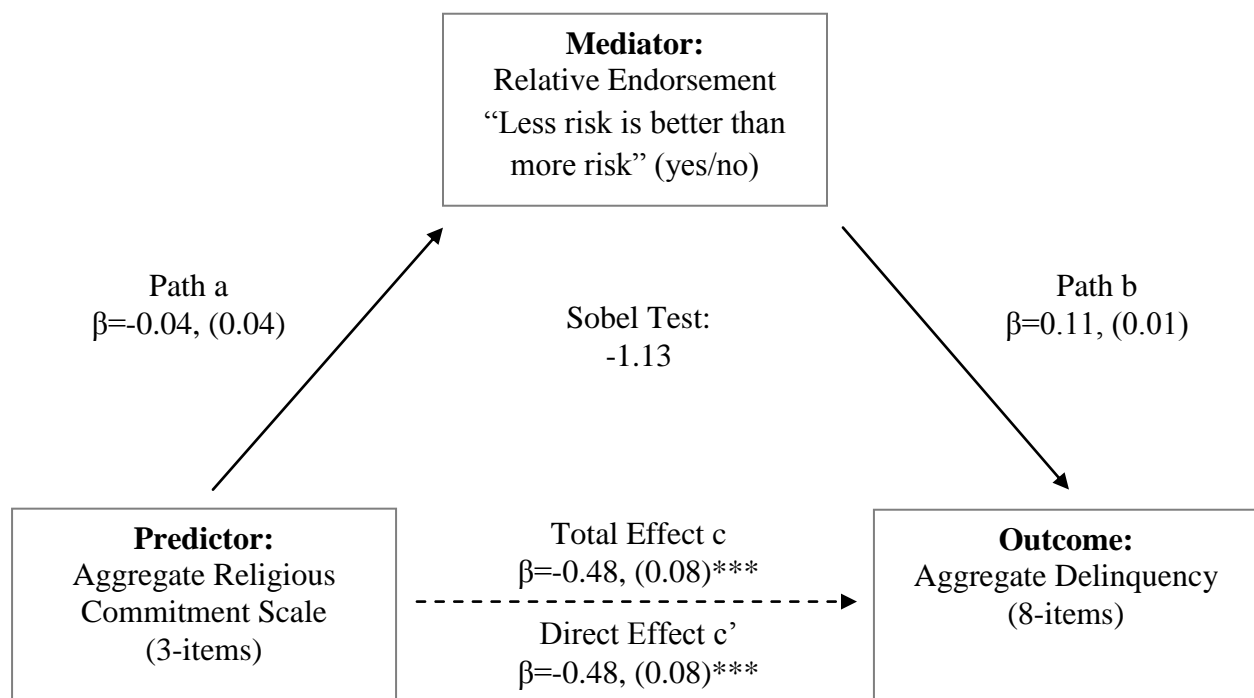 Mediator:
Relative Endorsement
“Less risk is better than
more risk” (yes/no)
Path a
β=-0.04, (0.04)
Sobel Test:
-1.13
Path b
β=0.11, (0.01)
Predictor:
Aggregate Religious
Commitment Scale
(3-items)
Total Effect c
β=-0.48, (0.08)***
Direct Effect c’
β=-0.48, (0.08)***
Outcome:
Aggregate Delinquency
(8-items)